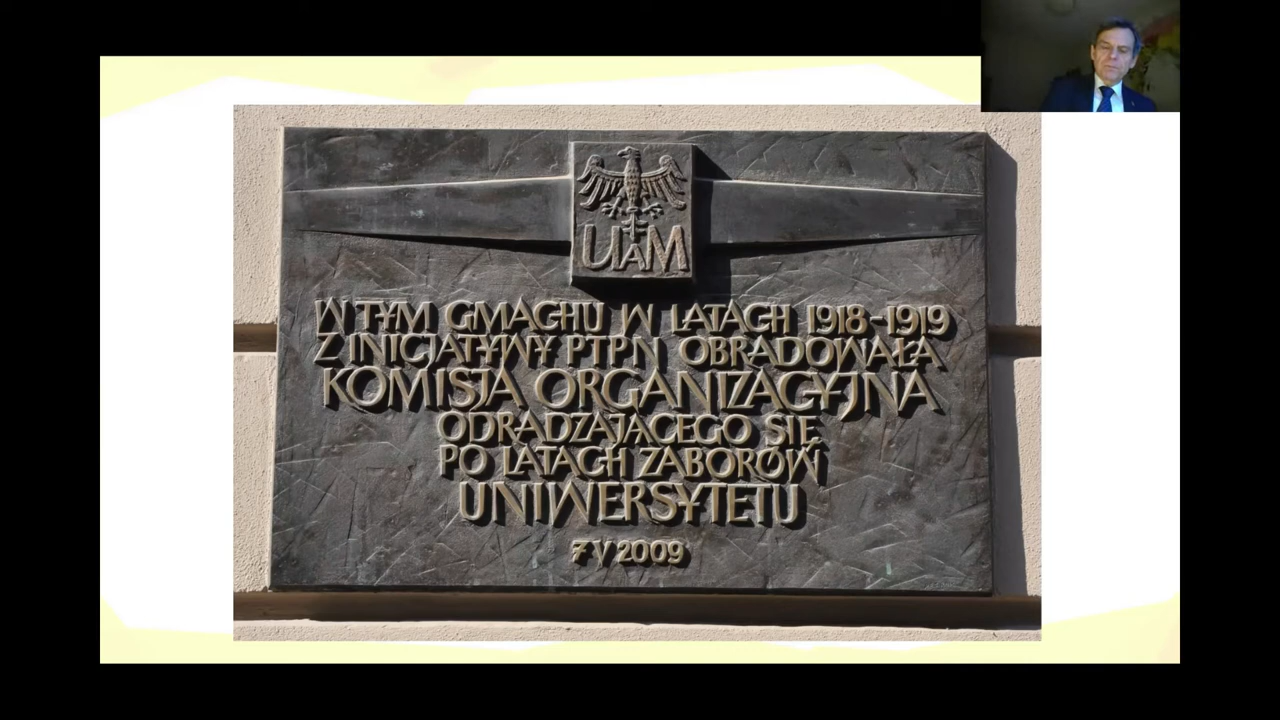 UAM
W TYM GMACHU W LATACH 1918-1919
Z INICJATYWY PTPN OBRADOWAŁA
KOMISJA ORGANIZACYJNA
ODRADZAJĄCEGO SIĘ
PO LATACH ZABORÓW
UNIWERSYTETU
7 V 2009